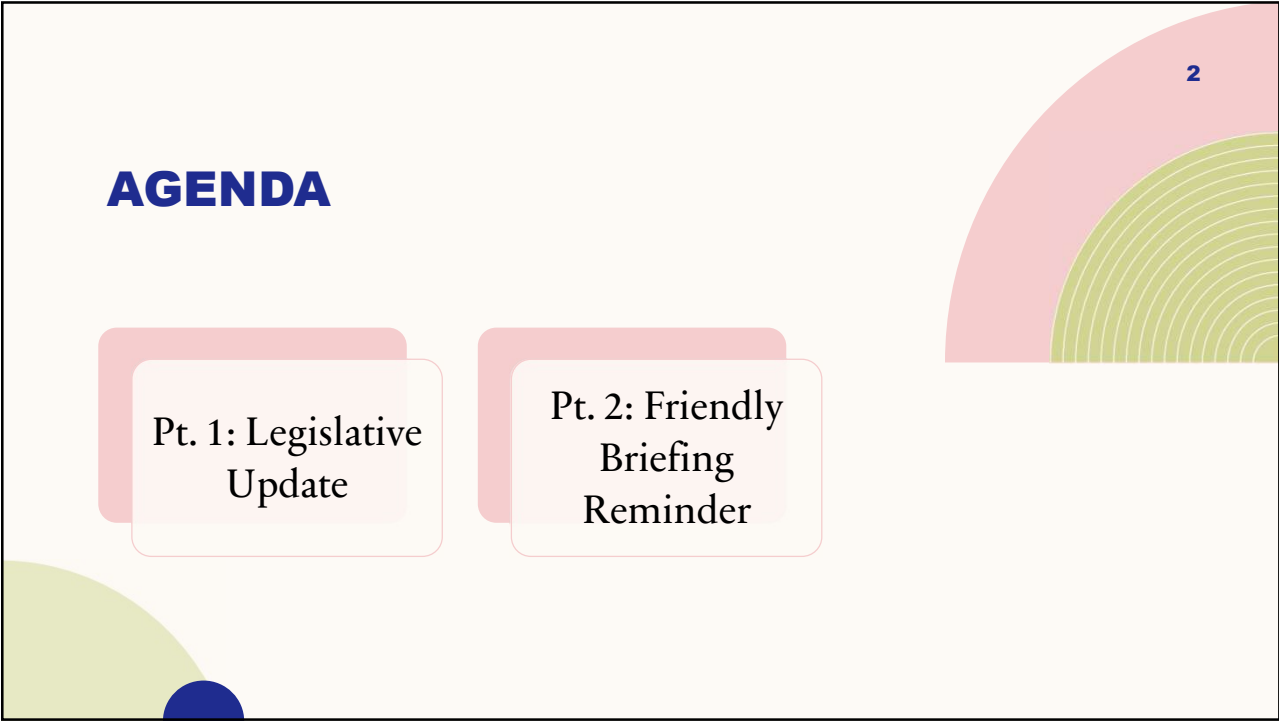 2
AGENDA
Pt. 1: Legislative
Update
Pt. 2: Friendly
Briefing
Reminder